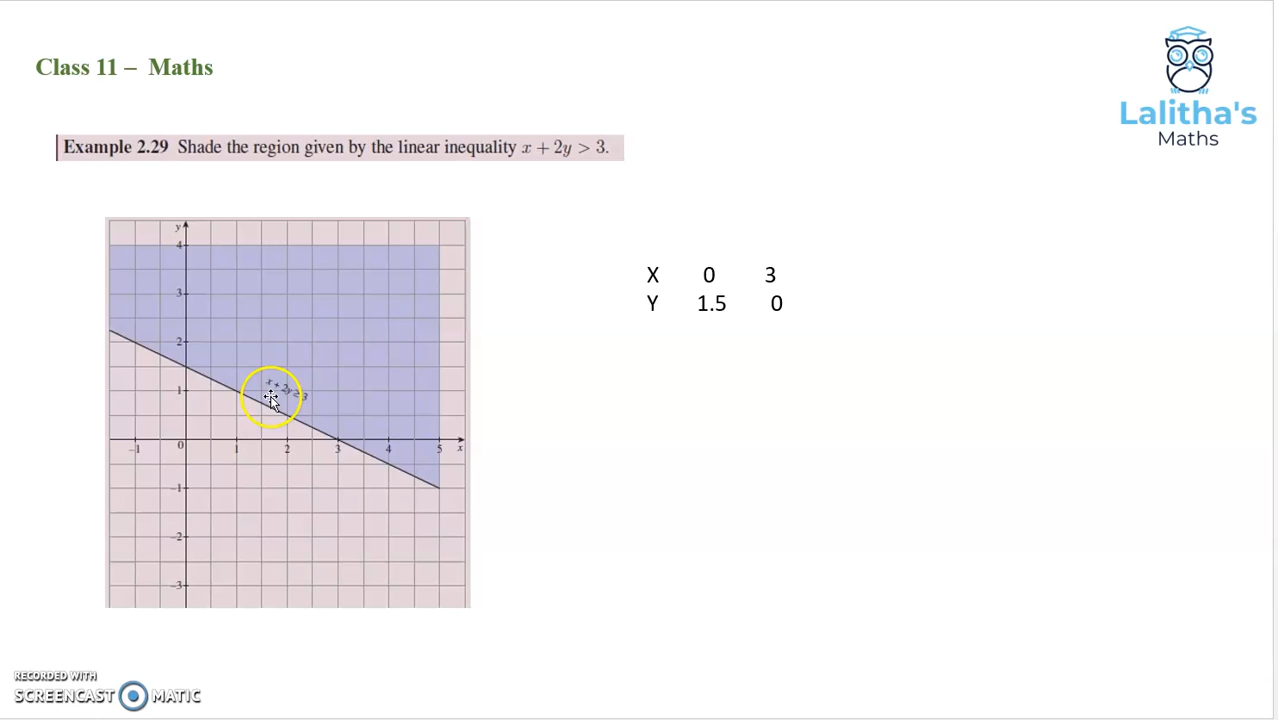 Class 11 – Maths
Lalitha's
Maths
Example 2.29 Shade the region given by the linear inequality x + 2y > 3.
y
4
3
2
1
x + 2y ≥ 3
0
-1
1
2
3
4
5
x
-1
-2
-3
X 0 3
Y 1.5 0
RECORDED WITH
SCREENCAST MATIC